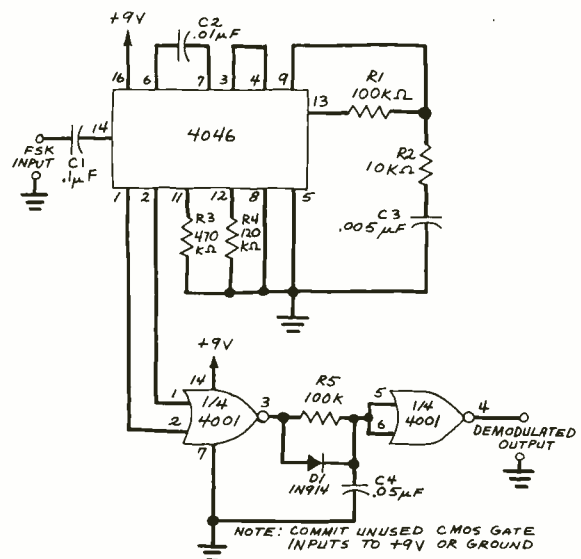 +9V
C2
.01µF
16
6
7
3
4
9
13
R1
100KΩ
4046
14
FSK
INPUT
C1
.1µF
R2
10KΩ
C3
.005µF
1
2
11
12
8
5
R3
470
KΩ
R4
120
KΩ
+9V
14
1
2
1/4
4001
3
7
R5
100K
D1
1N914
C4
.05µF
5
6
1/4
4001
4
DEMODULATED
OUTPUT
NOTE: COMMIT UNUSED CMOS GATE
INPUTS TO +9V OR GROUND